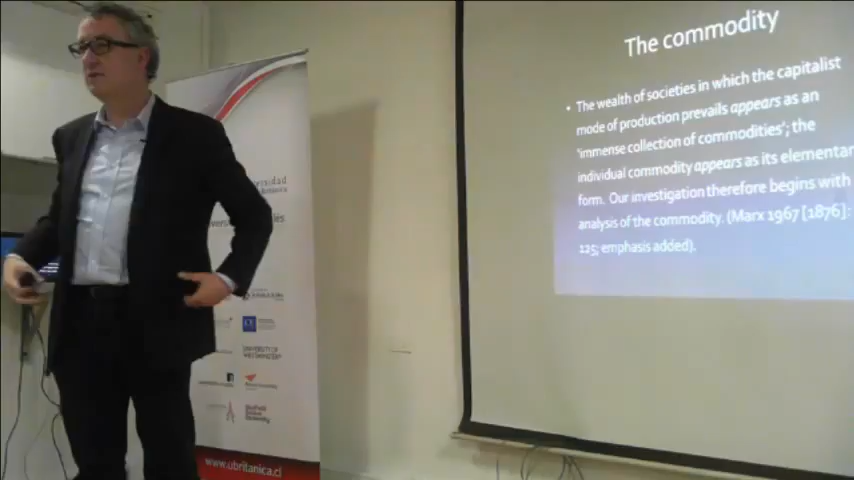 The commodity
• The wealth of societies in which the capitalist
mode of production prevails appears as an
'immense collection of commodities'; the
individual commodity appears as its elementar
form. Our investigation therefore begins with
analysis of the commodity. (Marx 1967 [1876]:
125; emphasis added).
www.ubritanica.cl